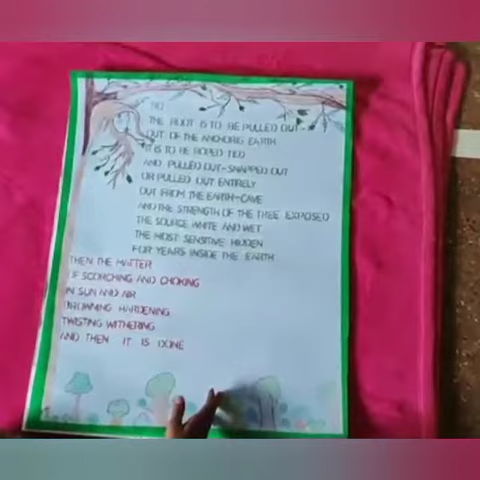 NO
THE ROOT IS TO BE PULLED OUT-
OUT OF THE ANCHORIG EARTH
IT IS TO BE ROPED TIED
AND PULLED OUT-SNAPPED OUT
OR PULLED OUT ENTIRELY
OUT FROM THE EARTH-CAVE
AND THE STRENGTH OF THE TREE EXPOSED
THE SOURCE WHITE AND WET
THE MOST SENSITIVE HIDDEN
FOR YEARS INSIDE THE EARTH
THEN THE MATTER
OF SCORCHING AND CHOKING
IN SUN AND AIR
BROWNING HARDENING
TWISTING WITHERING
AND THEN IT IS DONE